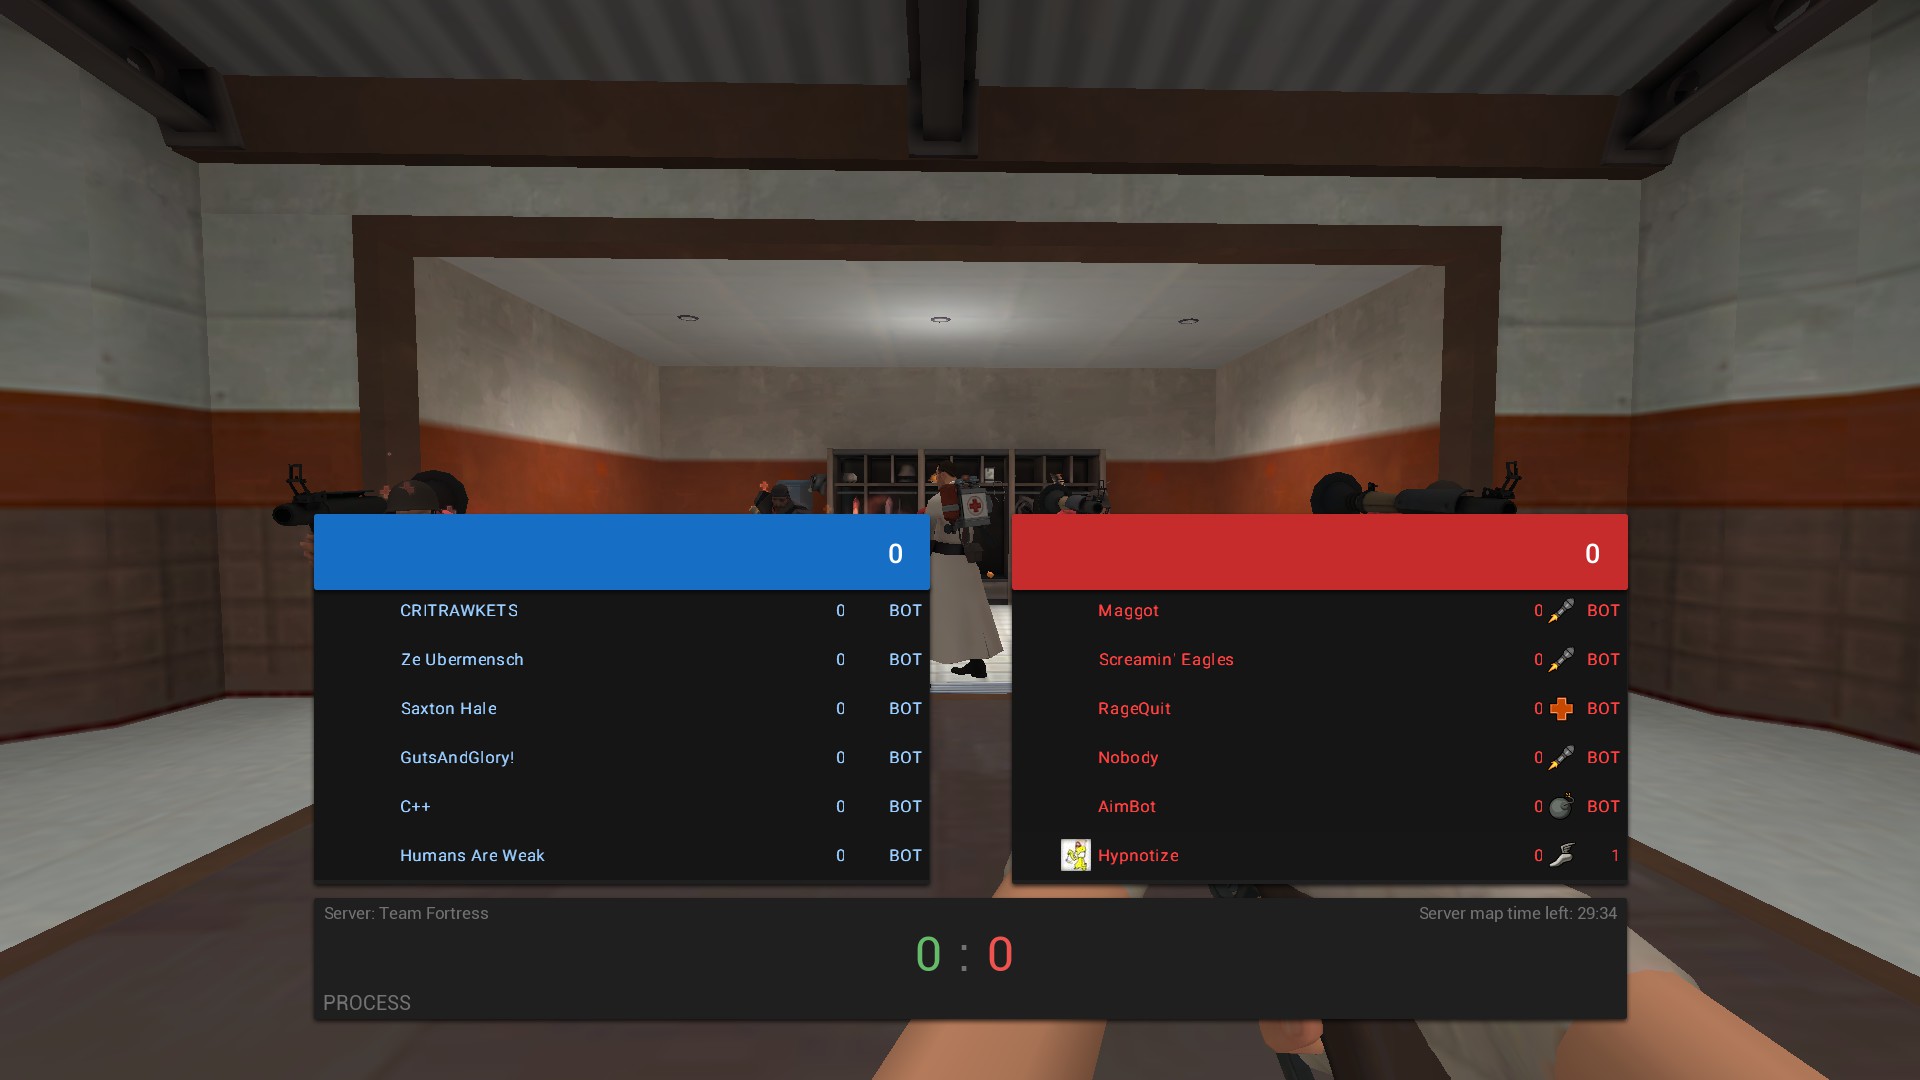 0
CRITRAWKETS 0 BOT
Ze Ubermensch 0 BOT
Saxton Hale 0 BOT
GutsAndGlory! 0 BOT
C++ 0 BOT
Humans Are Weak 0 BOT
0
Maggot 0 BOT
Screamin' Eagles 0 BOT
RageQuit 0 BOT
Nobody 0 BOT
AimBot 0 BOT
Hypnotize 0 1
Server: Team Fortress
Server map time left: 29:34
0 : 0
PROCESS